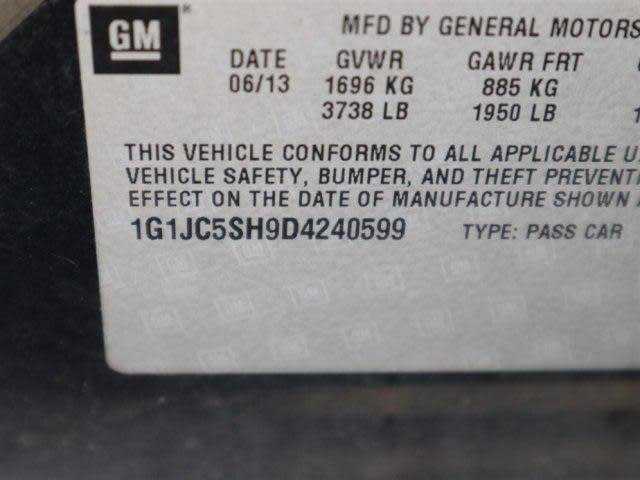 GM ®
MFD BY GENERAL MOTORS
DATE GVWR GAWR FRT
06/13 1696 KG 885 KG
3738 LB 1950 LB
THIS VEHICLE CONFORMS TO ALL APPLICABLE U
VEHICLE SAFETY, BUMPER, AND THEFT PREVENTI
EFFECT ON THE DATE OF MANUFACTURE SHOWN
1G1JC5SH9D4240599 TYPE: PASS CAR